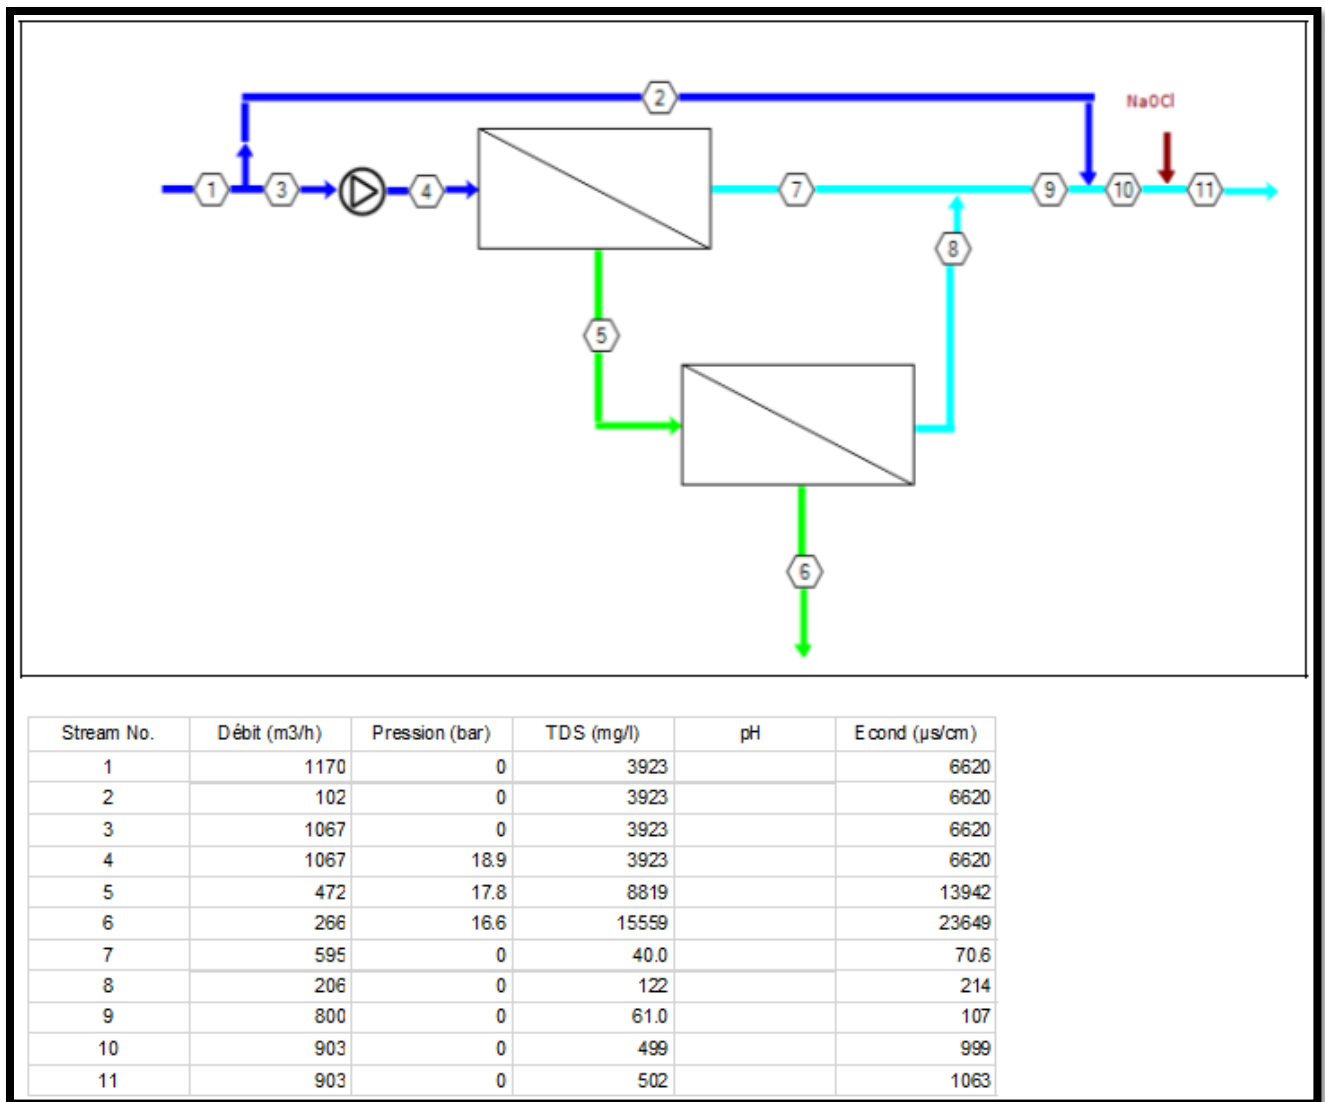 2
NaOCl
1 3 4 7 9 10 11
8
5
6
Stream No. Débit (m3/h) Pression (bar) TDS (mg/l) pH Econd (µs/cm)
1 1170 0 3923 6620
2 102 0 3923 6620
3 1067 0 3923 6620
4 1067 18.9 3923 6620
5 472 17.8 8819 13942
6 266 16.6 15559 23649
7 595 0 40.0 70.6
8 206 0 122 214
9 800 0 61.0 107
10 903 0 499 999
11 903 0 502 1063